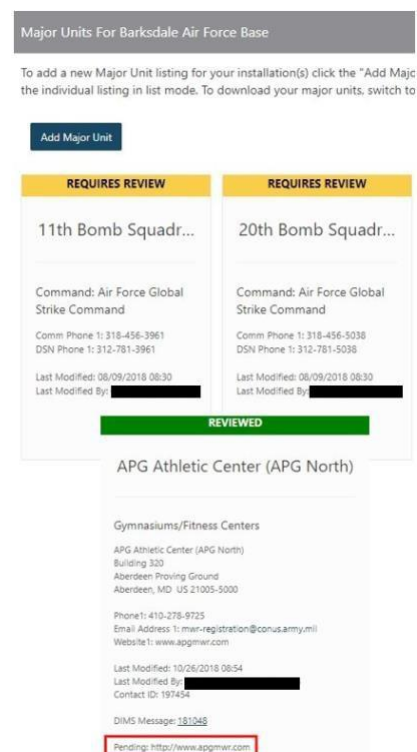 Major Units For Barksdale Air Force Base
To add a new Major Unit listing for your installation(s) click the "Add Majo
the individual listing in list mode. To download your major units, switch to
Add Major Unit
REQUIRES REVIEW
11th Bomb Squadr...
Command: Air Force Global
Strike Command
Comm Phone 1: 318-456-3961
DSN Phone 1: 312-781-3961
Last Modified: 08/09/2018 08:30
Last Modified By:
REQUIRES REVIEW
20th Bomb Squadr...
Command: Air Force Global
Strike Command
Comm Phone 1: 318-456-5038
DSN Phone 1: 312-781-5038
Last Modified: 08/09/2018 08:30
Last Modified By:
REVIEWED
APG Athletic Center (APG North)
Gymnasiums/Fitness Centers
APG Athletic Center (APG North)
Building 320
Aberdeen Proving Ground
Aberdeen, MD US 21005-5000
Phone1: 410-278-9725
Email Address 1: mwr-registration@conus.army.mil
Website1: www.apgmwr.com
Last Modified: 10/26/2018 08:54
Last Modified By:
Contact ID: 197454
DIMS Message: 181048
Pending: http://www.apgmwr.com